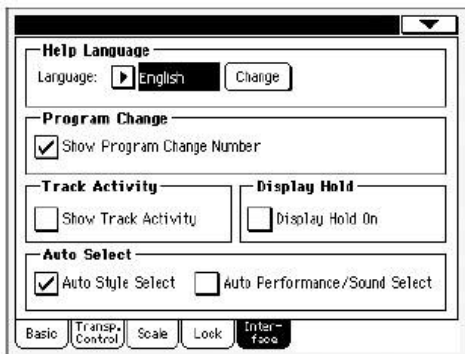 Help Language
Language: English Change
Program Change
Show Program Change Number
Track Activity Display Hold
Show Track Activity Display Hold On
Auto Select
Auto Style Select Auto Performance/Sound Select
Basic Transp. Control Scale Lock Inter-
face